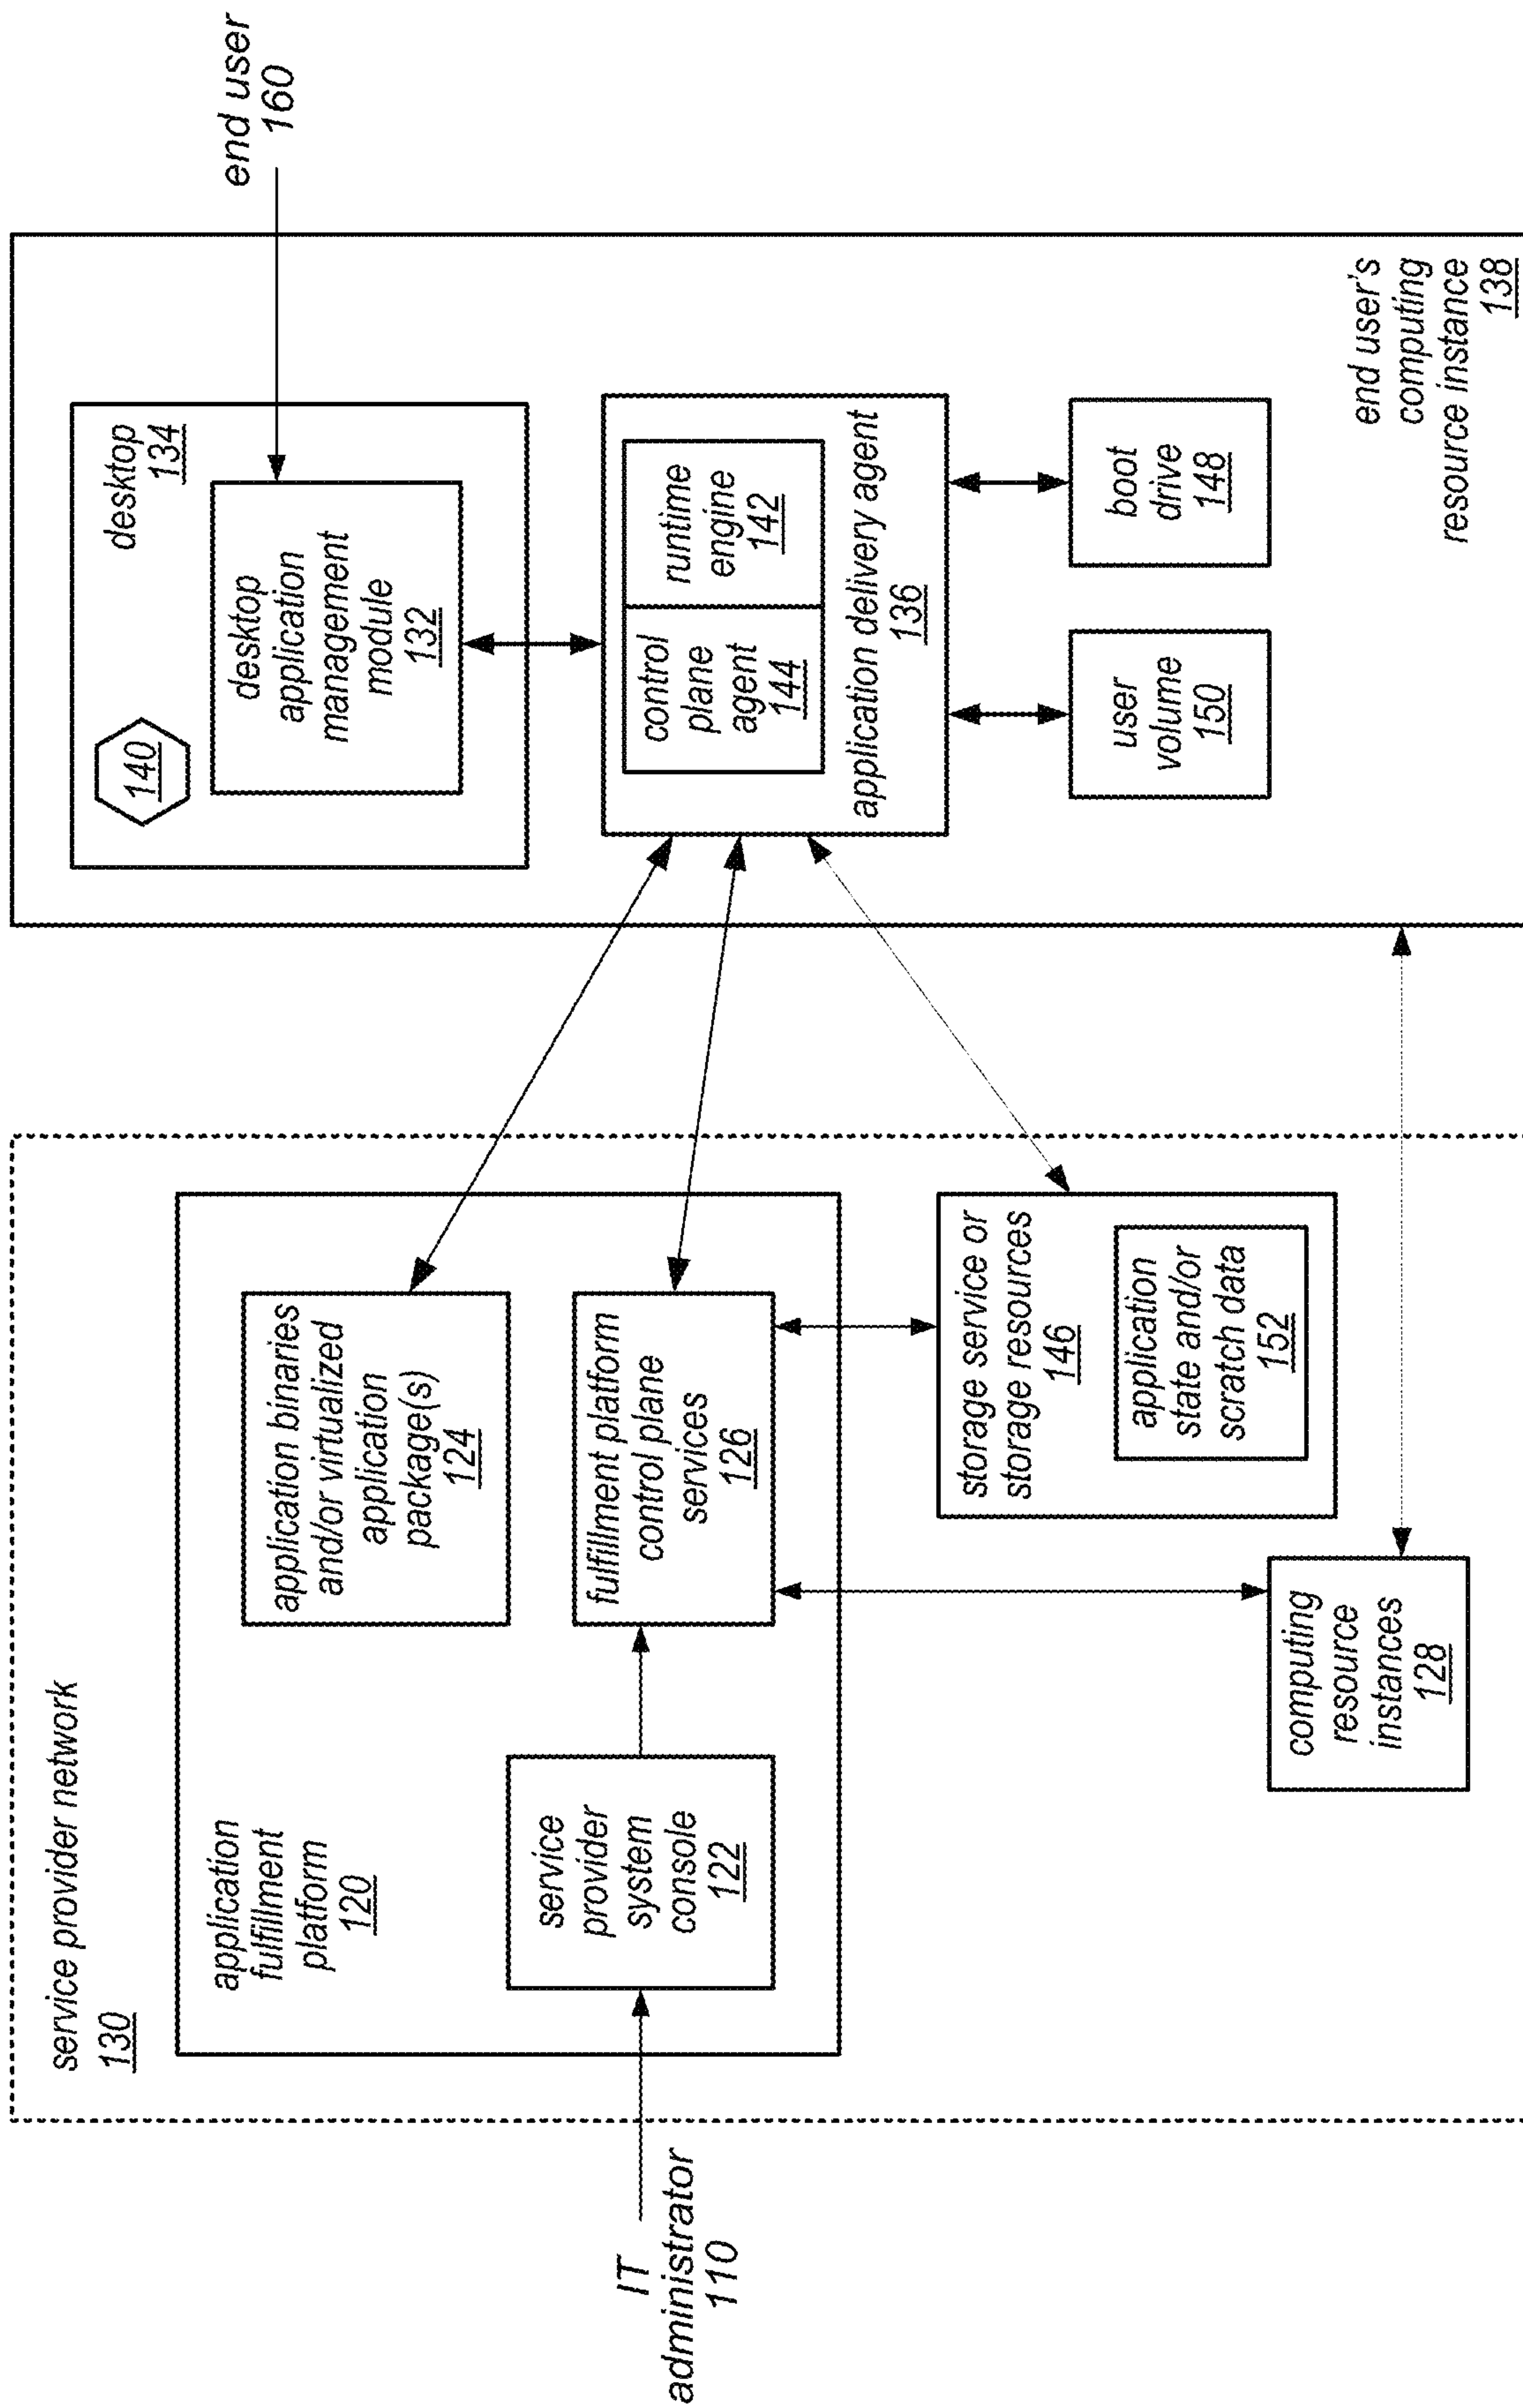 service provider network
130
application
fulfillment
platform
120
application binaries
and/or virtualized
application
package(s)
124
service
provider
system
console
122
fulfillment platform
control plane
services
126
IT
administrator
110
storage service or
storage resources
146
application
state and/or
scratch data
152
computing
resource
instances
128
140
desktop
134
desktop
application
management
module
132
end user
160
control
plane
agent
144
runtime
engine
142
application delivery agent
136
user
volume
150
boot
drive
148
end user's
computing
resource instance
138